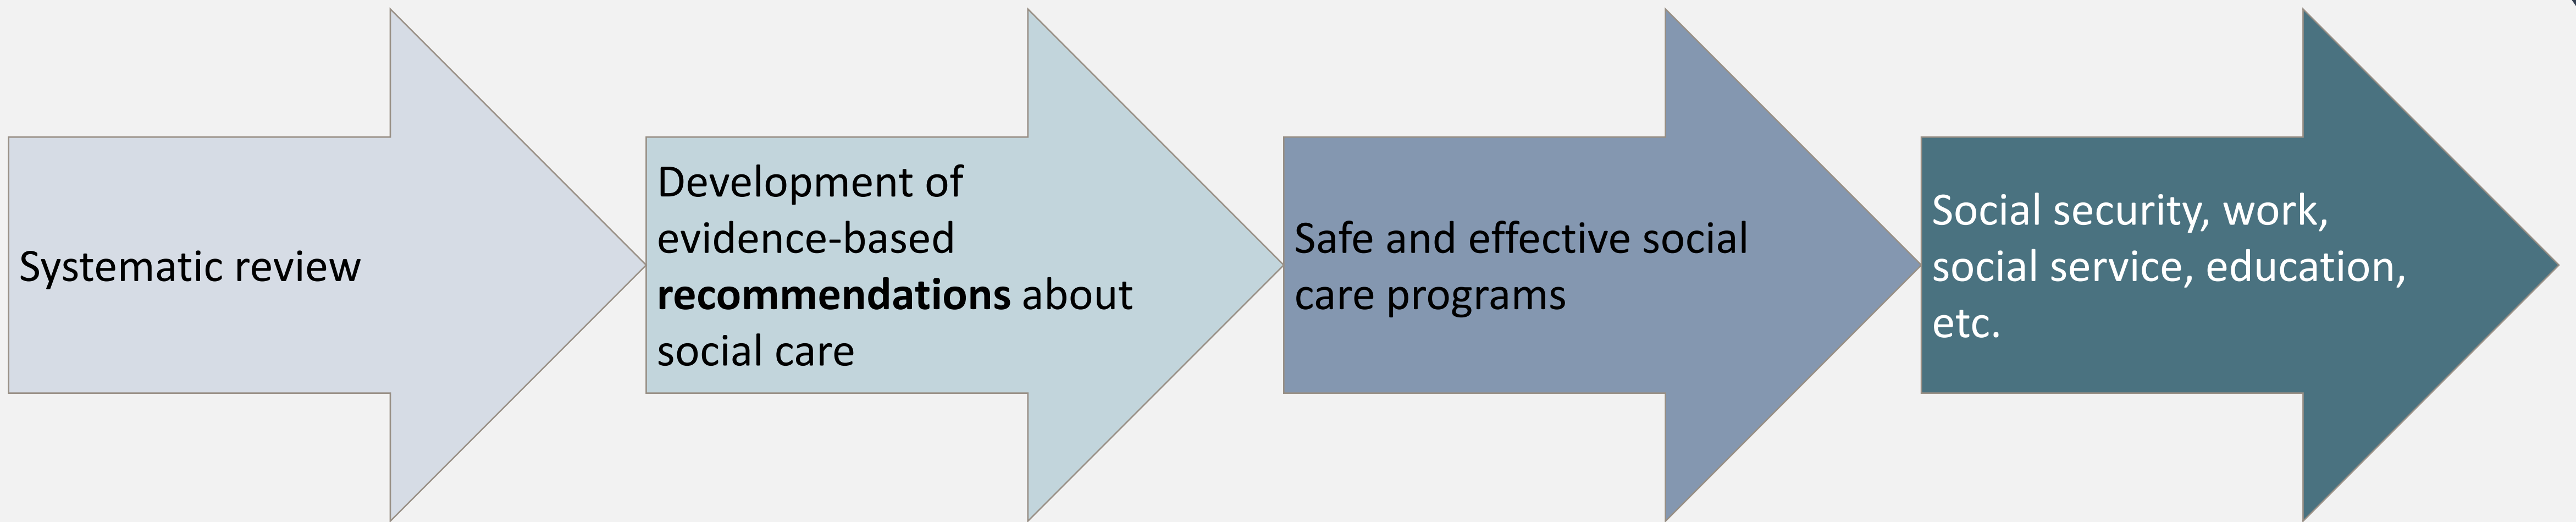 Systematic review
Development of
evidence-based
recommendations about
social care
Safe and effective social
care programs
Social security, work,
social service, education,
etc.